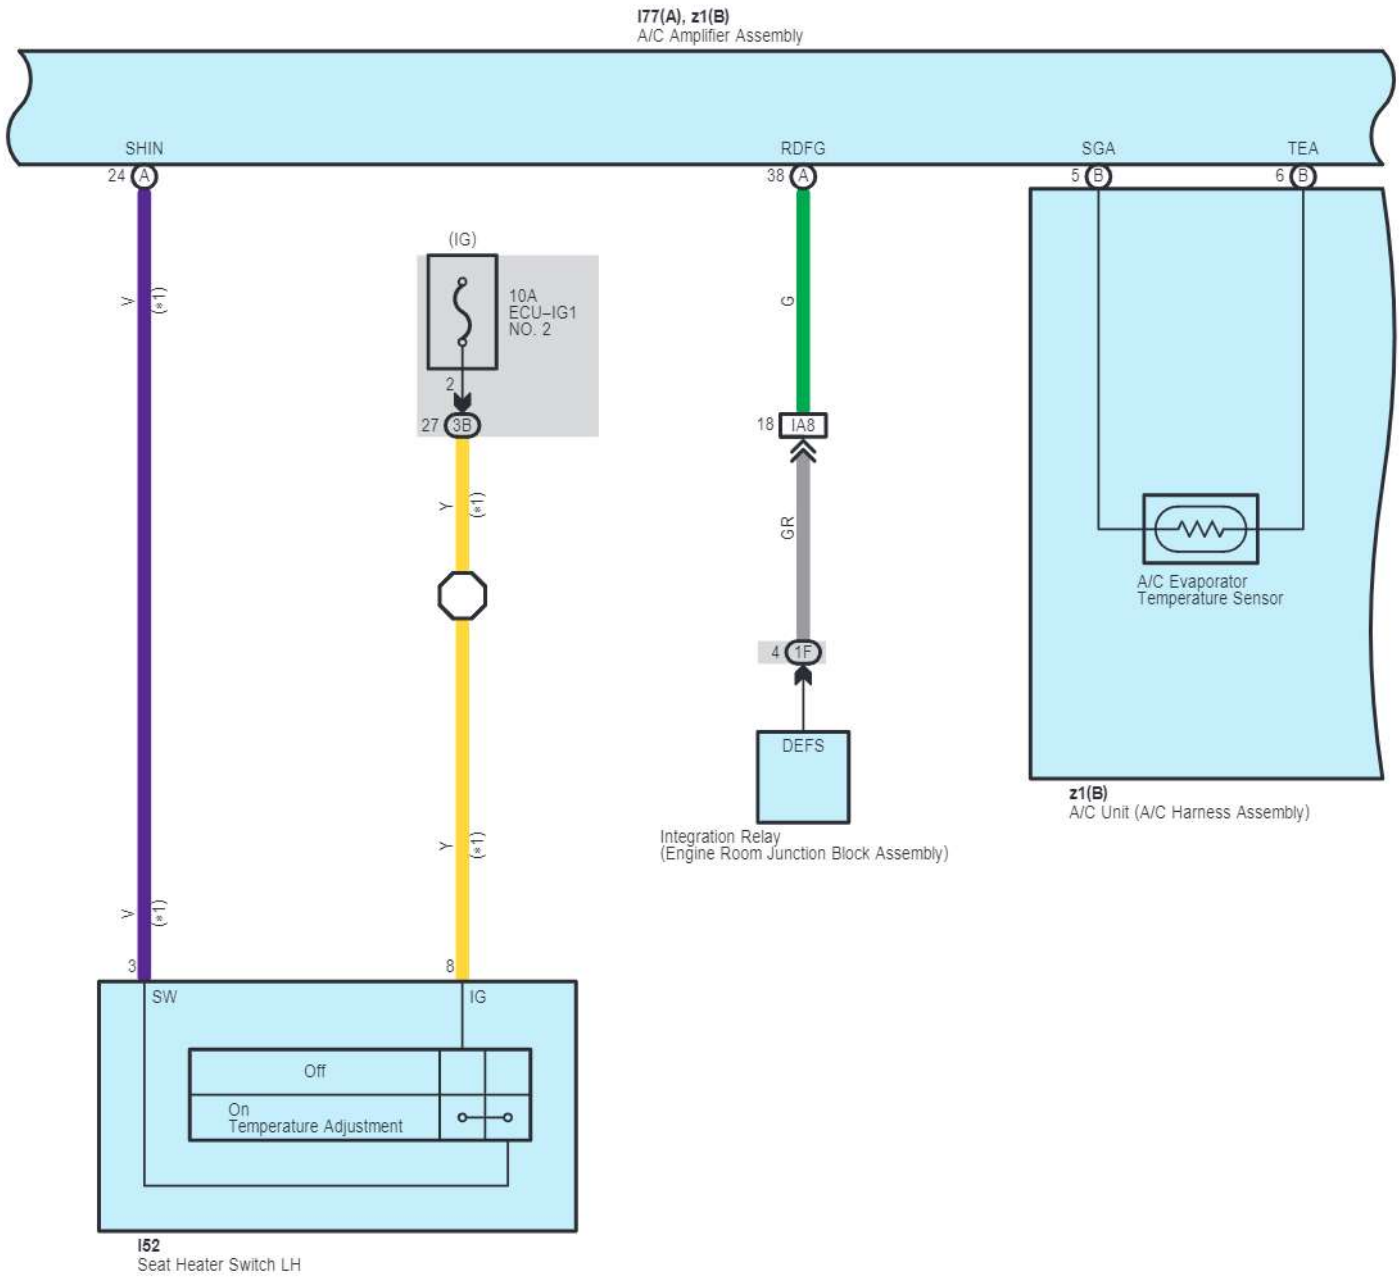 I77(A), z1(B)
A/C Amplifier Assembly
SHIN
RDFG
SGA
TEA
24 A
38 A
5 B
6 B
(IG)
V
(*1)
10A
ECU–IG1
NO. 2
G
2
27 3B
18 IA8
Y
(*1)
GR
A/C Evaporator
Temperature Sensor
4 1F
DEFS
z1(B)
A/C Unit (A/C Harness Assembly)
Integration Relay
(Engine Room Junction Block Assembly)
Y
(*1)
V
(*1)
3
8
SW
IG
Off
On
Temperature Adjustment
I52
Seat Heater Switch LH